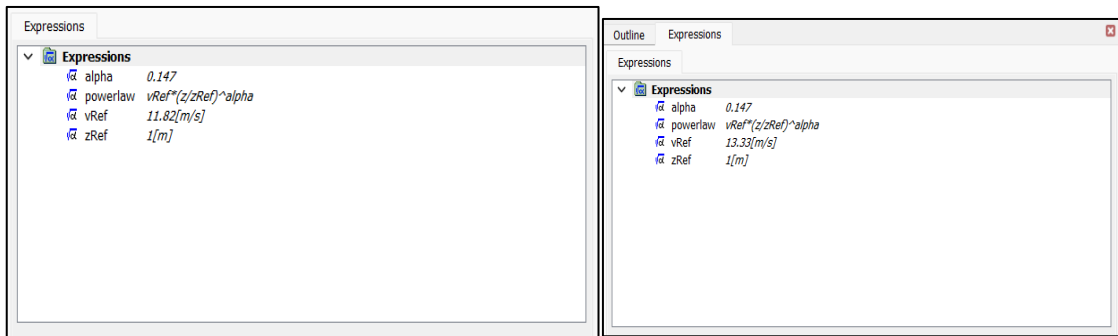 Expressions
Expressions
alpha 0.147
powerlaw vRef*(z/zRef)^alpha
vRef 11.82[m/s]
zRef 1[m]
Outline Expressions
Expressions
Expressions
alpha 0.147
powerlaw vRef*(z/zRef)^alpha
vRef 13.33[m/s]
zRef 1[m]